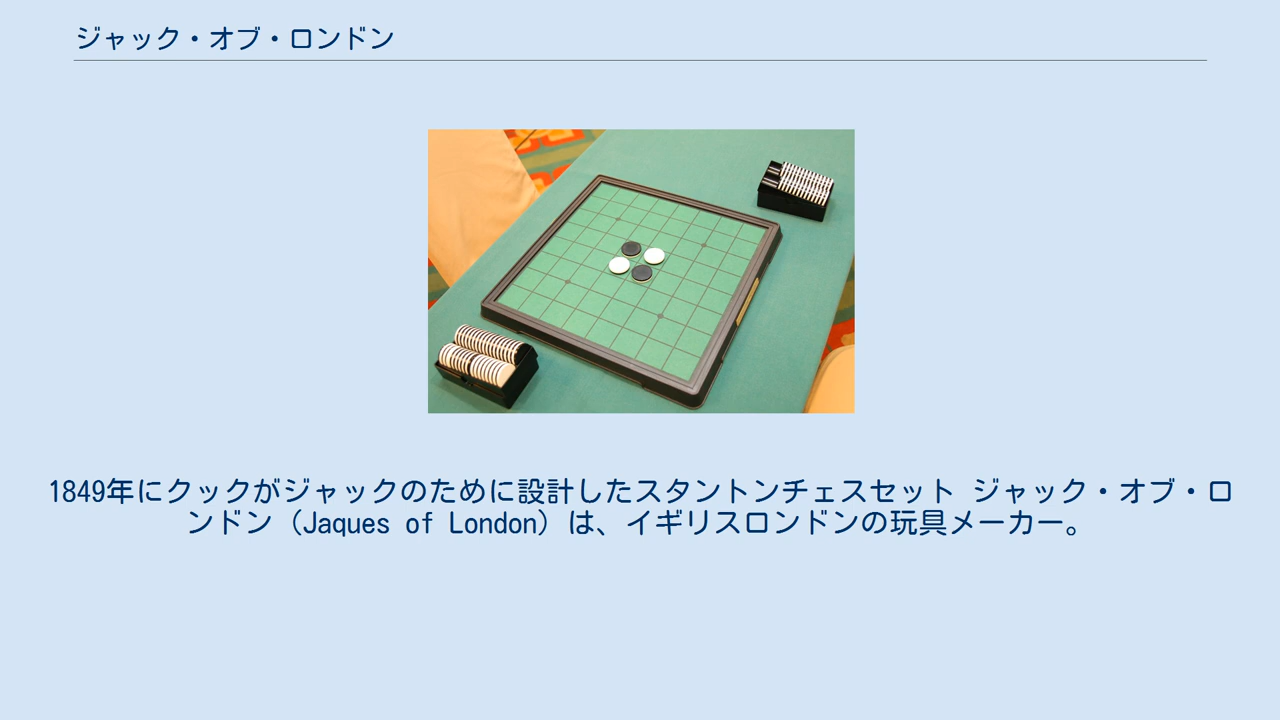 ジャック・オブ・ロンドン
1849年にクックがジャックのために設計したスタントンチェスセット ジャック・オブ・ロ
ンドン（Jaques of London）は、イギリスロンドンの玩具メーカー。